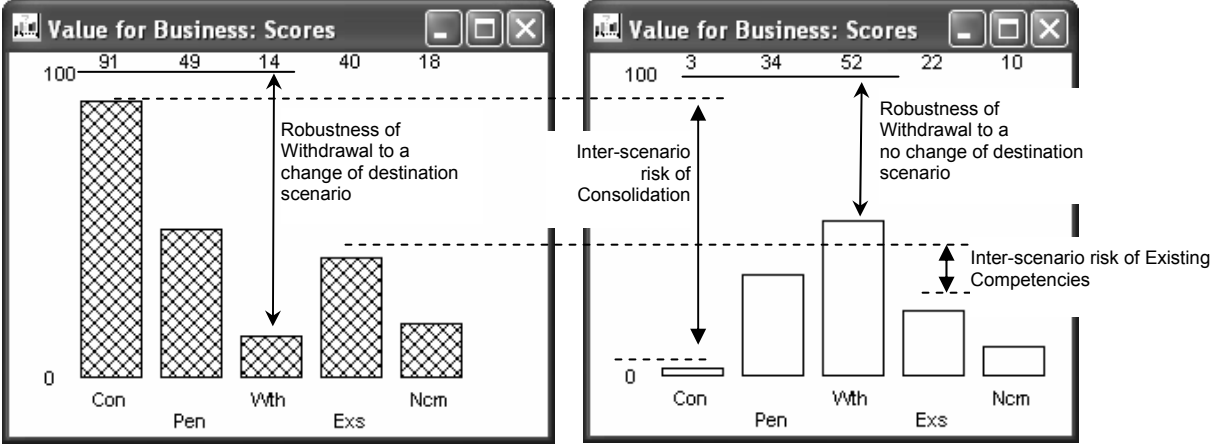 Value for Business: Scores
91 49 14 40 18
100
Robustness of
Withdrawal to a
change of destination
scenario
0
Con Wth Ncm
Pen Exs
Value for Business: Scores
3 34 52 22 10
100
Inter-scenario
risk of
Consolidation
Robustness of
Withdrawal to a
no change of destination
scenario
Inter-scenario risk of Existing
Competencies
0
Con Wth Ncm
Pen Exs